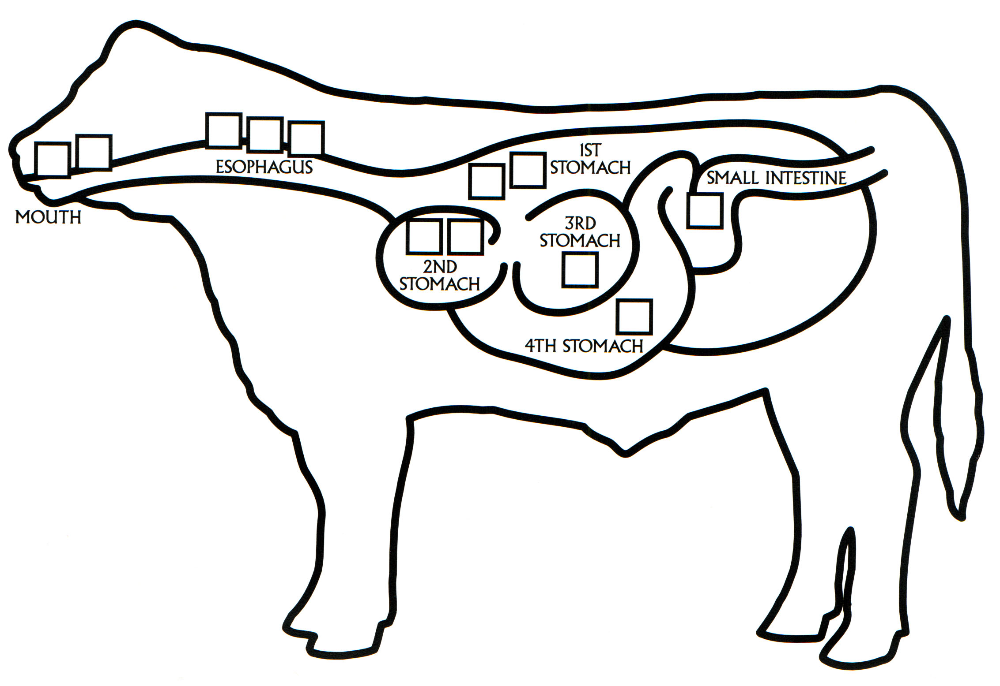 1ST
STOMACH
ESOPHAGUS
SMALL INTESTINE
MOUTH
3RD
STOMACH
2ND
STOMACH
4TH STOMACH